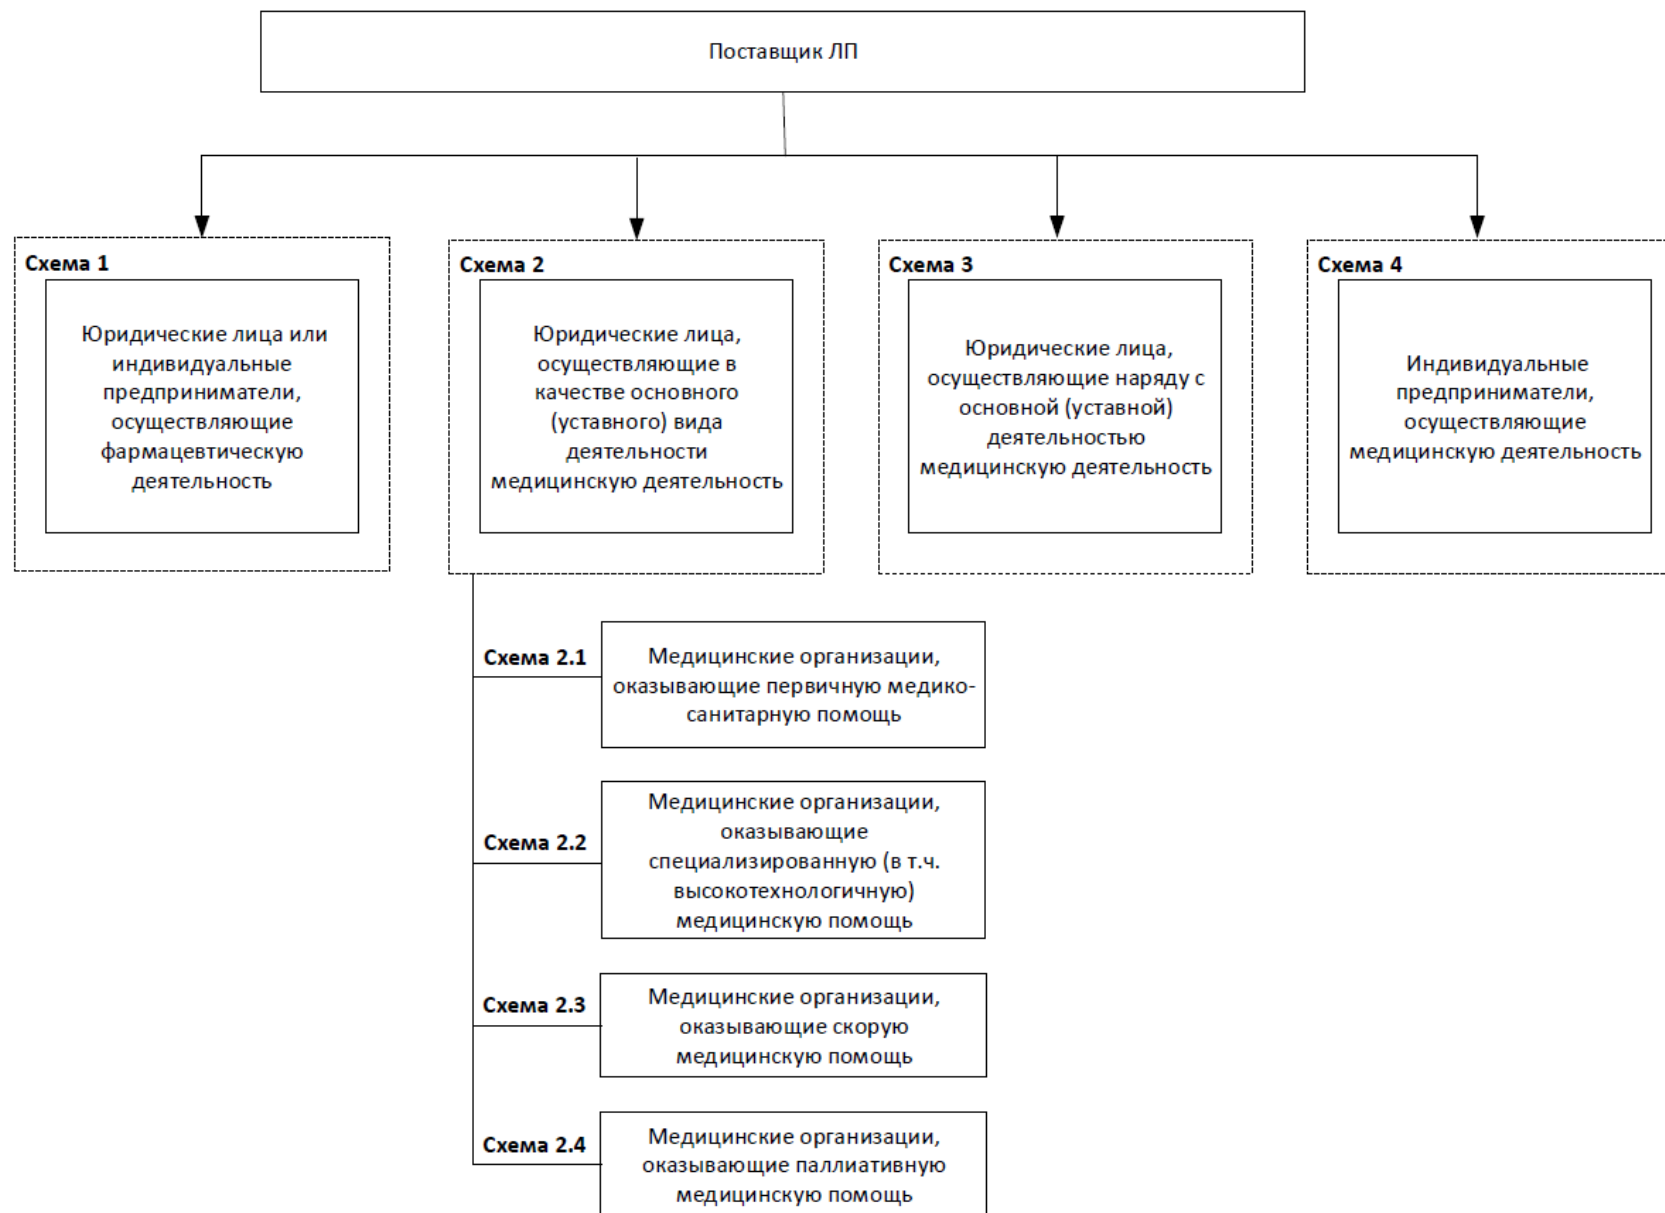 Поставщик ЛП
Схема 1
Юридические лица или
индивидуальные
предприниматели,
осуществляющие
фармацевтическую
деятельность
Схема 2
Юридические лица,
осуществляющие в
качестве основного
(уставного) вида
деятельности
медицинскую деятельность
Схема 3
Юридические лица,
осуществляющие наряду с
основной (уставной)
деятельностью
медицинскую деятельность
Схема 4
Индивидуальные
предприниматели,
осуществляющие
медицинскую деятельность
Схема 2.1
Медицинские организации,
оказывающие первичную медико-
санитарную помощь
Схема 2.2
Медицинские организации,
оказывающие
специализированную (в т.ч.
высокотехнологичную)
медицинскую помощь
Схема 2.3
Медицинские организации,
оказывающие скорую
медицинскую помощь
Схема 2.4
Медицинские организации,
оказывающие паллиативную
медицинскую помощь